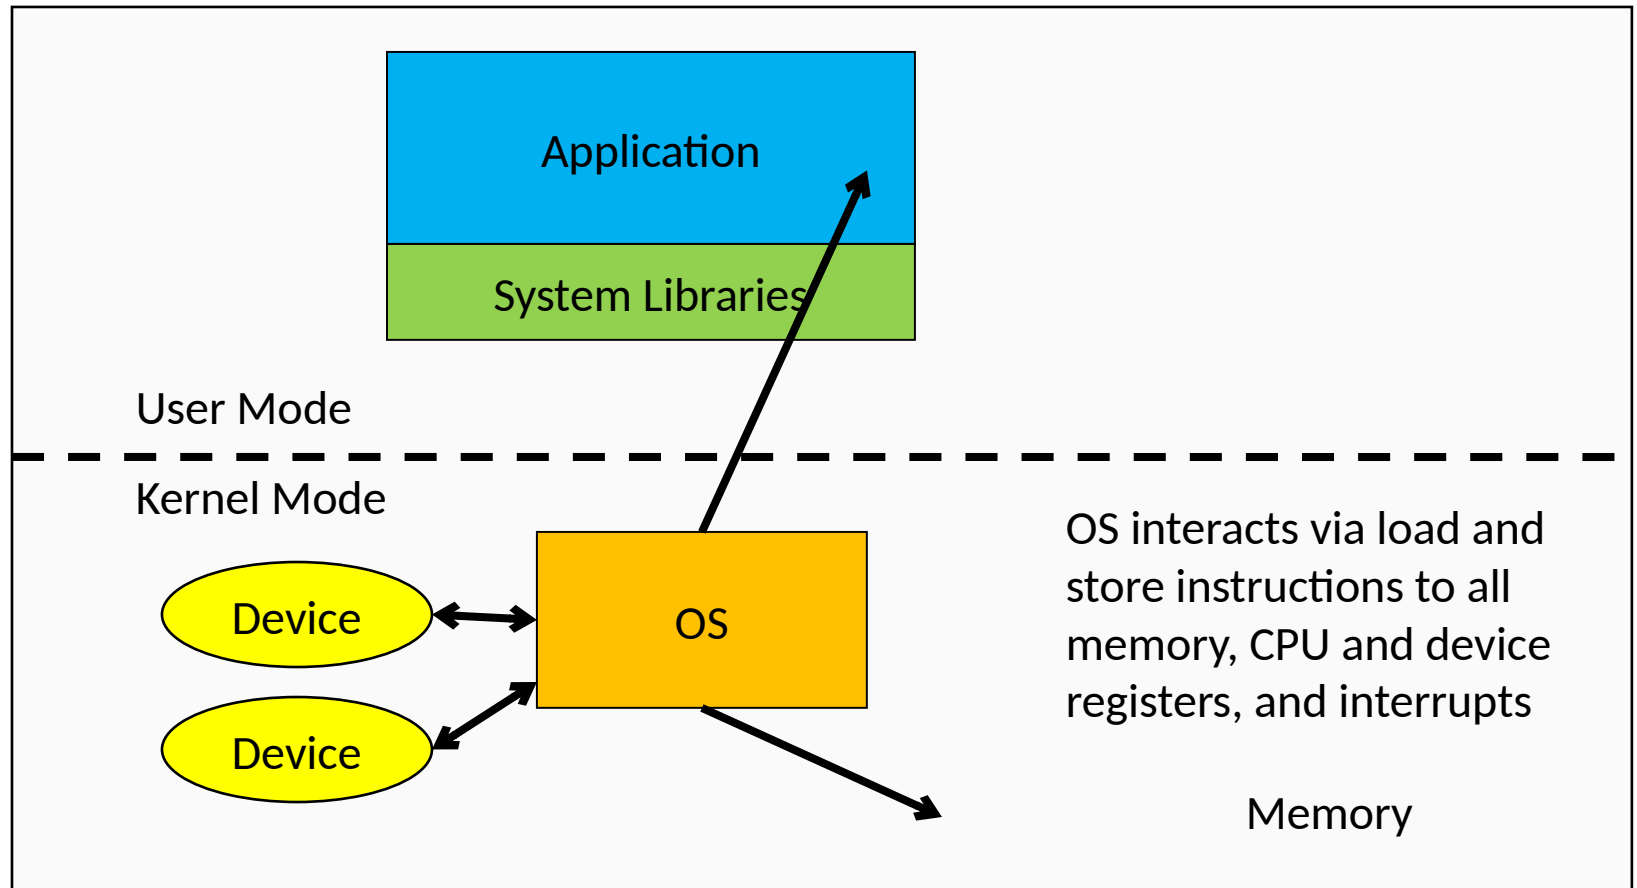 Application
System Libraries
User Mode
Kernel Mode
OS interacts via load and
store instructions to all
memory, CPU and device
registers, and interrupts
Device
OS
Device
Memory